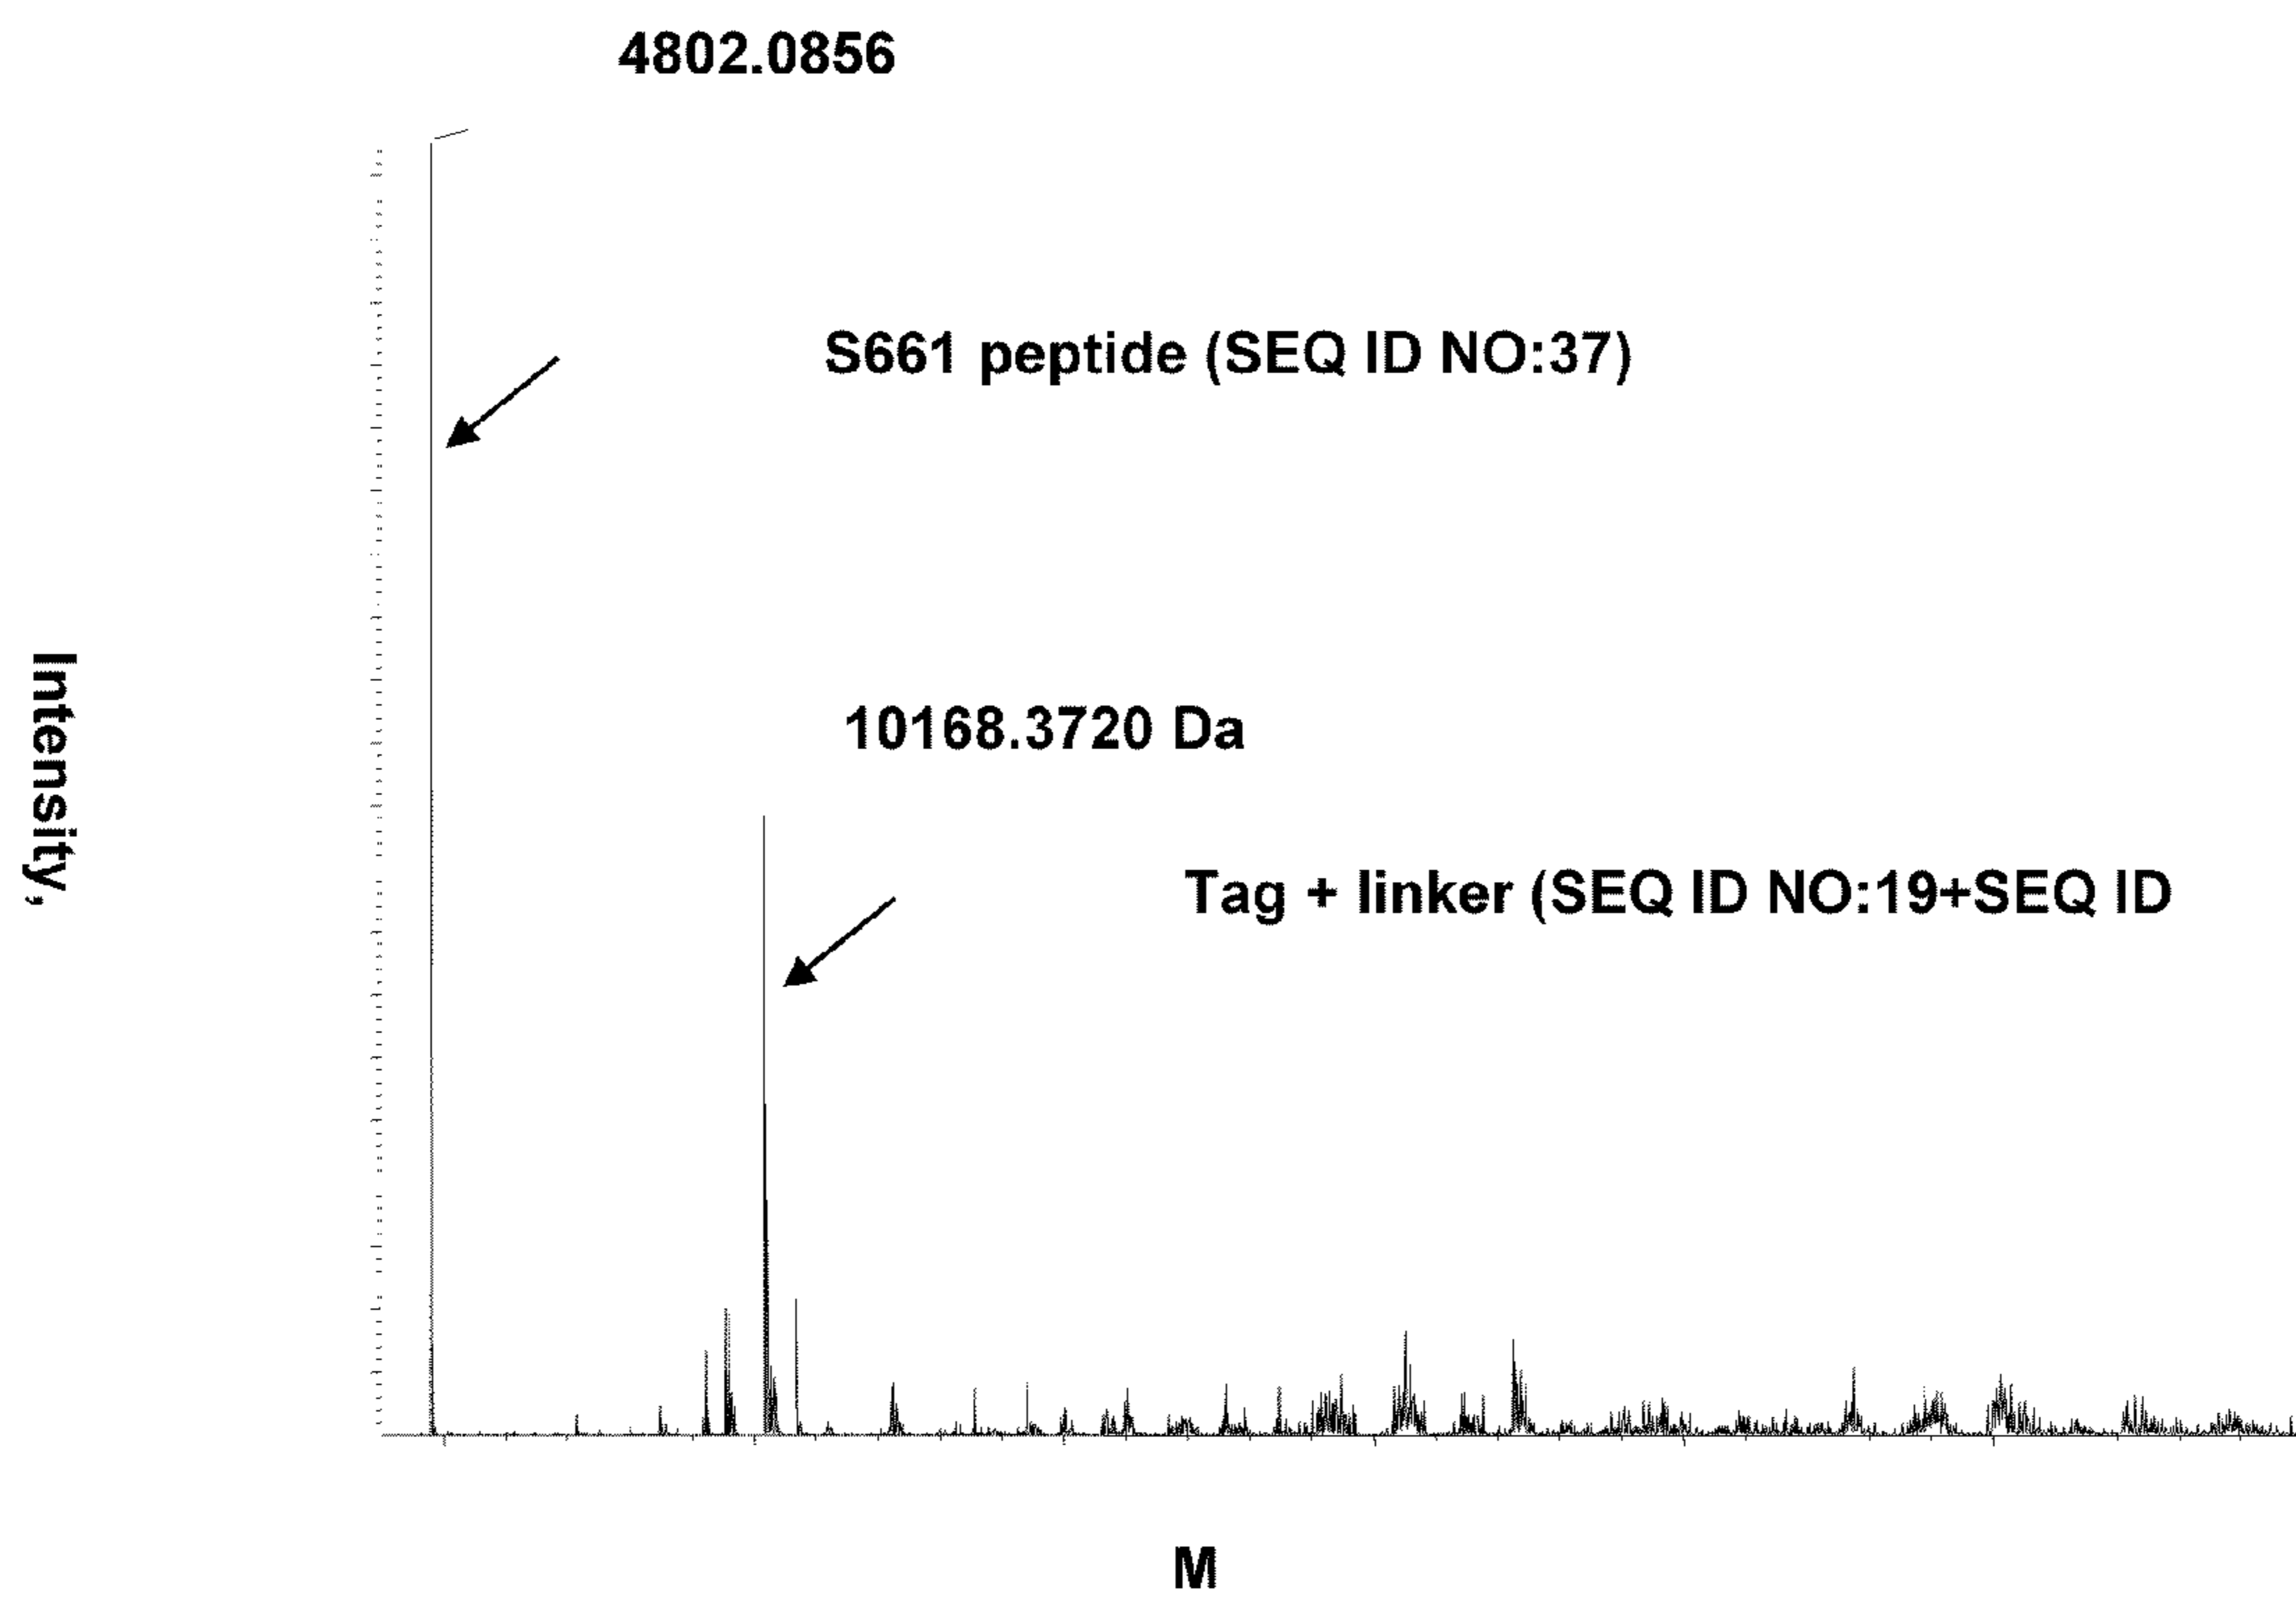 4802.0856
S661 peptide (SEQ ID NO:37)
10168.3720 Da
Tag + linker (SEQ ID NO:19+SEQ ID
Intensity,
M